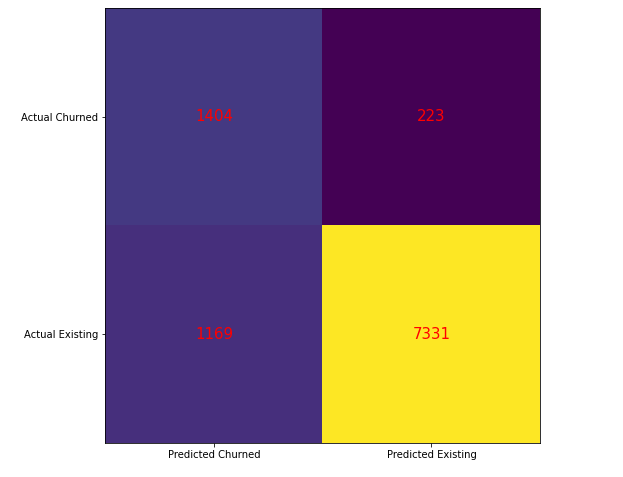 Actual Churned 1404 223
Actual Existing 1169 7331
Predicted Churned Predicted Existing